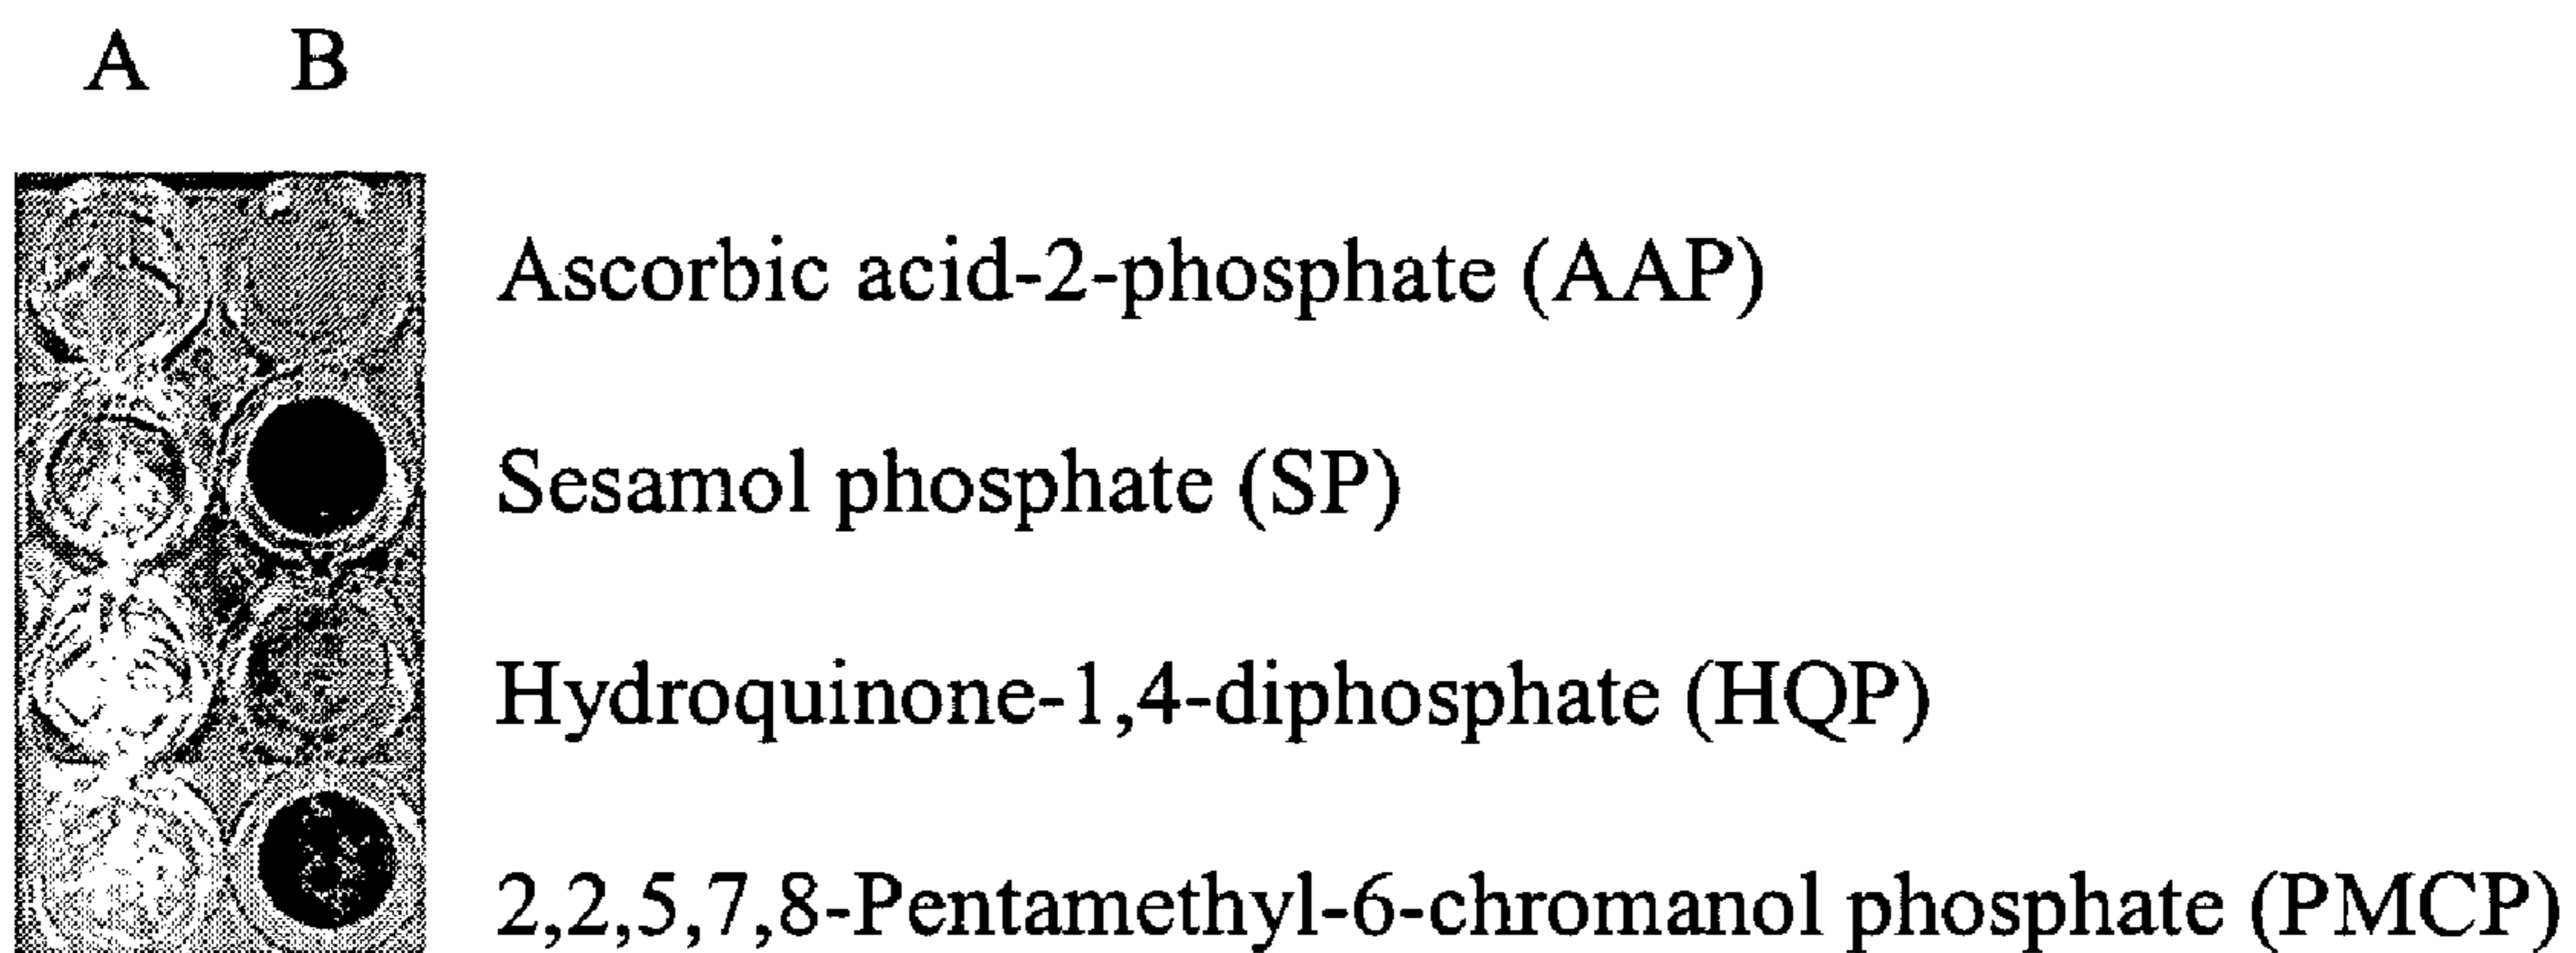 A B
Ascorbic acid-2-phosphate (AAP)
Sesamol phosphate (SP)
Hydroquinone-1,4-diphosphate (HQP)
2,2,5,7,8-Pentamethyl-6-chromanol phosphate (PMCP)